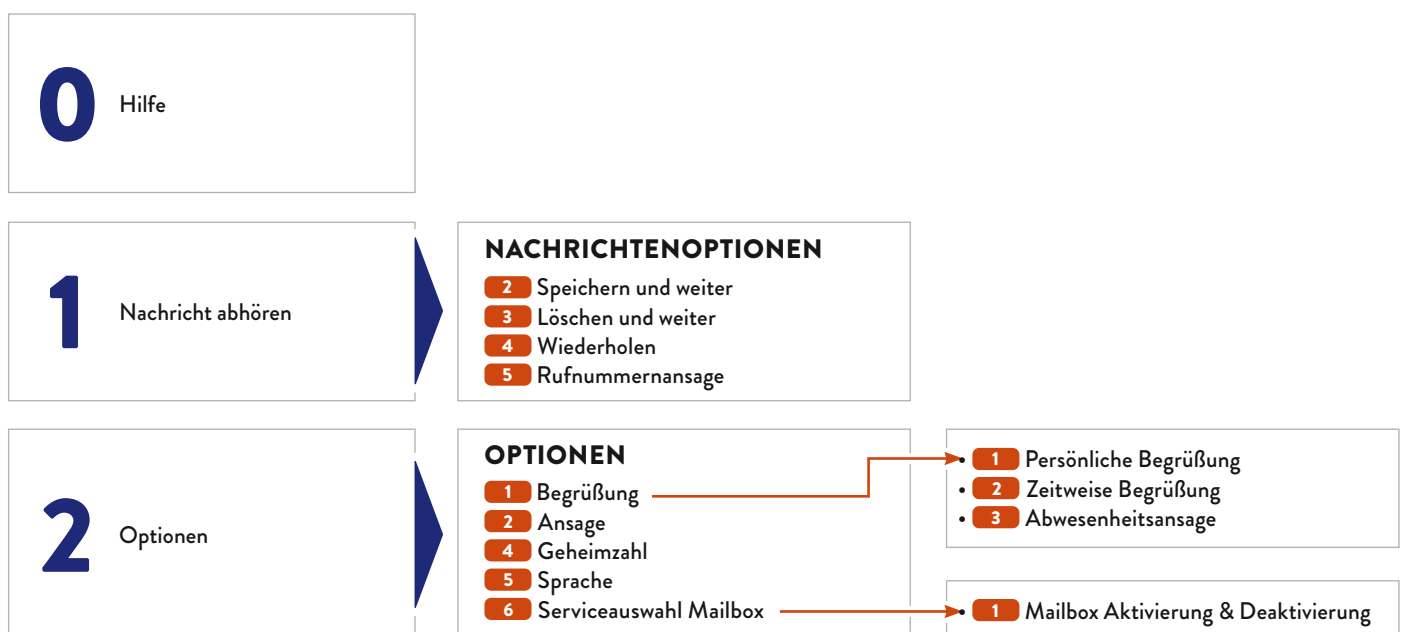 0 Hilfe
1 Nachricht abhören
NACHRICHTENOPTIONEN
2 Speichern und weiter
3 Löschen und weiter
4 Wiederholen
5 Rufnummernansage
2 Optionen
OPTIONEN
1 Begrüßung
2 Ansage
4 Geheimzahl
5 Sprache
6 Serviceauswahl Mailbox
• 1 Persönliche Begrüßung
• 2 Zeitweise Begrüßung
• 3 Abwesenheitsansage
• 1 Mailbox Aktivierung & Deaktivierung